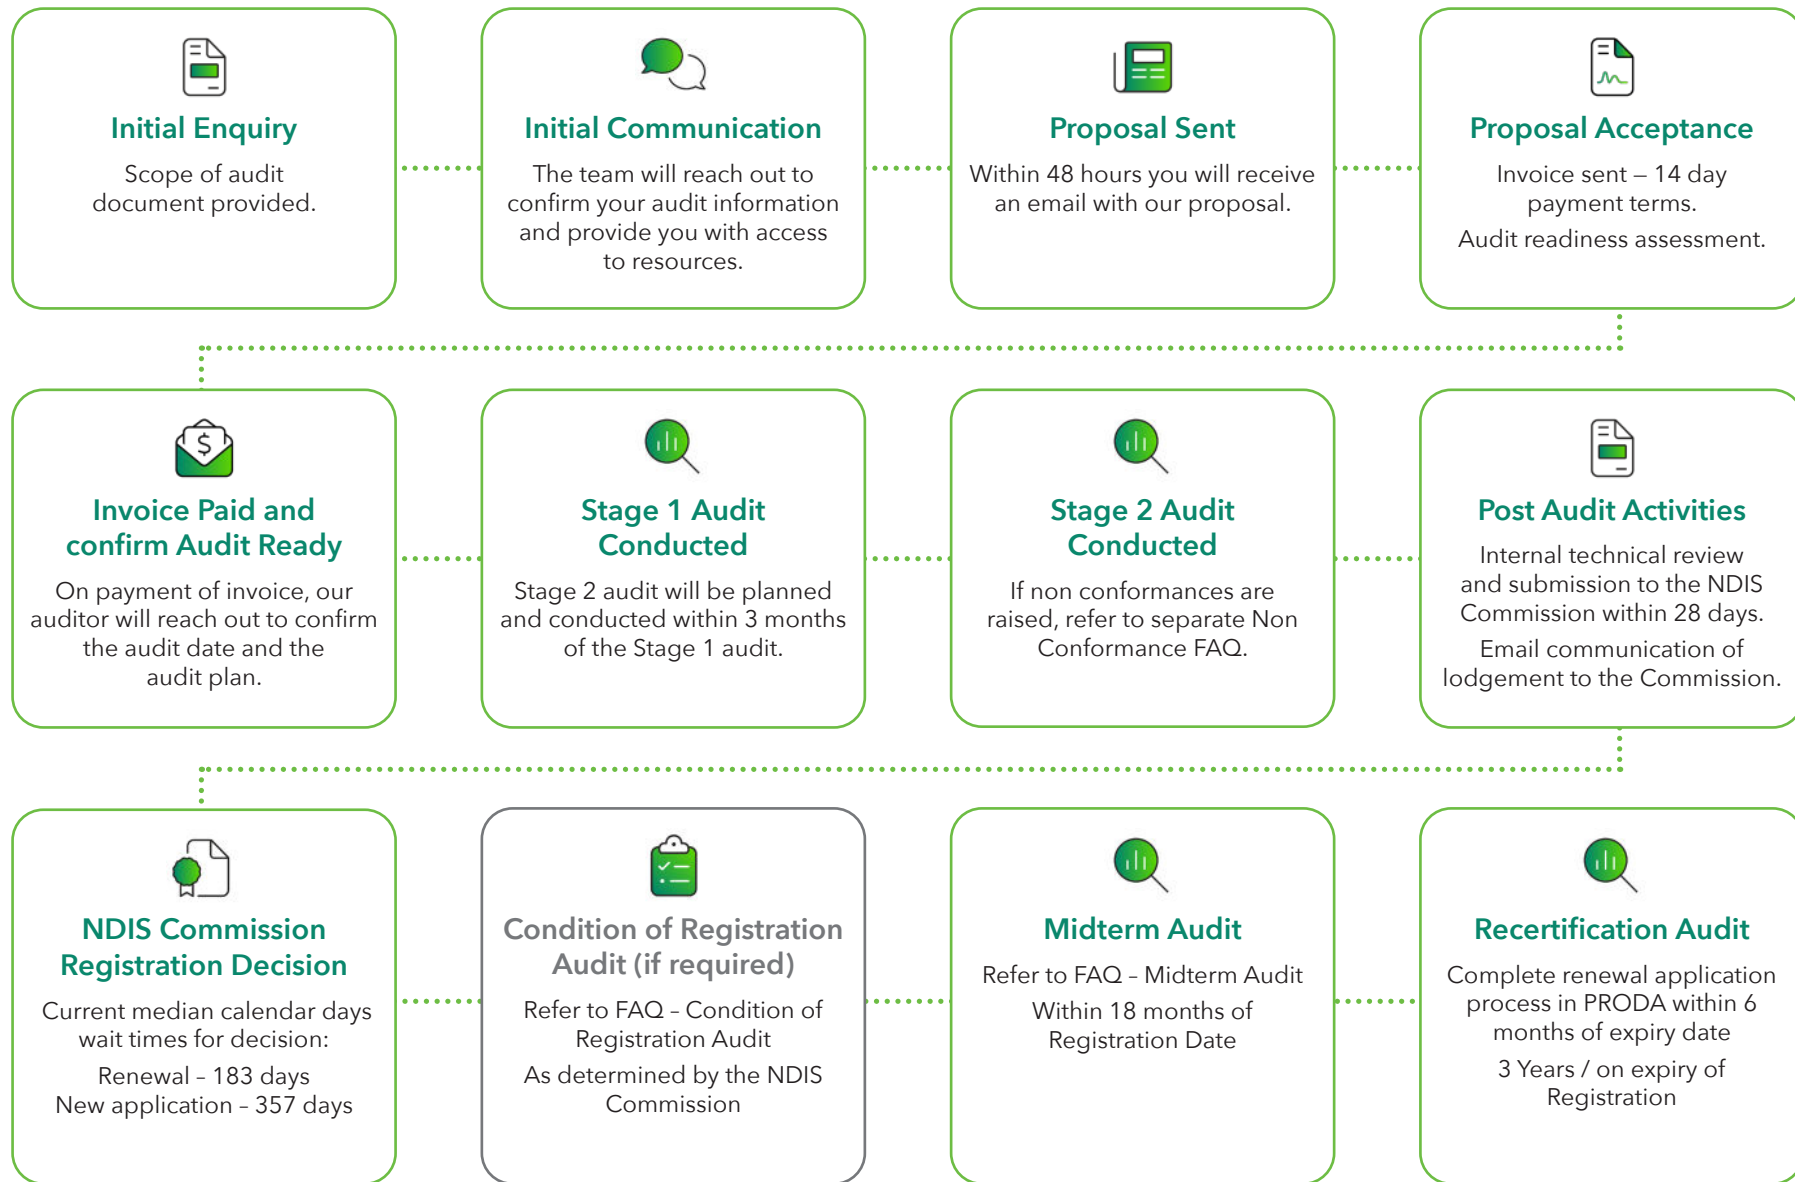 Initial Enquiry
Scope of audit
document provided.
Initial Communication
The team will reach out to
confirm your audit information
and provide you with access
to resources.
Proposal Sent
Within 48 hours you will receive
an email with our proposal.
Proposal Acceptance
Invoice sent – 14 day
payment terms.
Audit readiness assessment.
$
Invoice Paid and
confirm Audit Ready
On payment of invoice, our
auditor will reach out to confirm
the audit date and the
audit plan.
Stage 1 Audit
Conducted
Stage 2 audit will be planned
and conducted within 3 months
of the Stage 1 audit.
Stage 2 Audit
Conducted
If non conformances are
raised, refer to separate Non
Conformance FAQ.
Post Audit Activities
Internal technical review
and submission to the NDIS
Commission within 28 days.
Email communication of
lodgement to the Commission.
NDIS Commission
Registration Decision
Current median calendar days
wait times for decision:
Renewal – 183 days
New application – 357 days
Condition of Registration
Audit (if required)
Refer to FAQ – Condition of
Registration Audit
As determined by the NDIS
Commission
Midterm Audit
Refer to FAQ – Midterm Audit
Within 18 months of
Registration Date
Recertification Audit
Complete renewal application
process in PRODA within 6
months of expiry date
3 Years / on expiry of
Registration